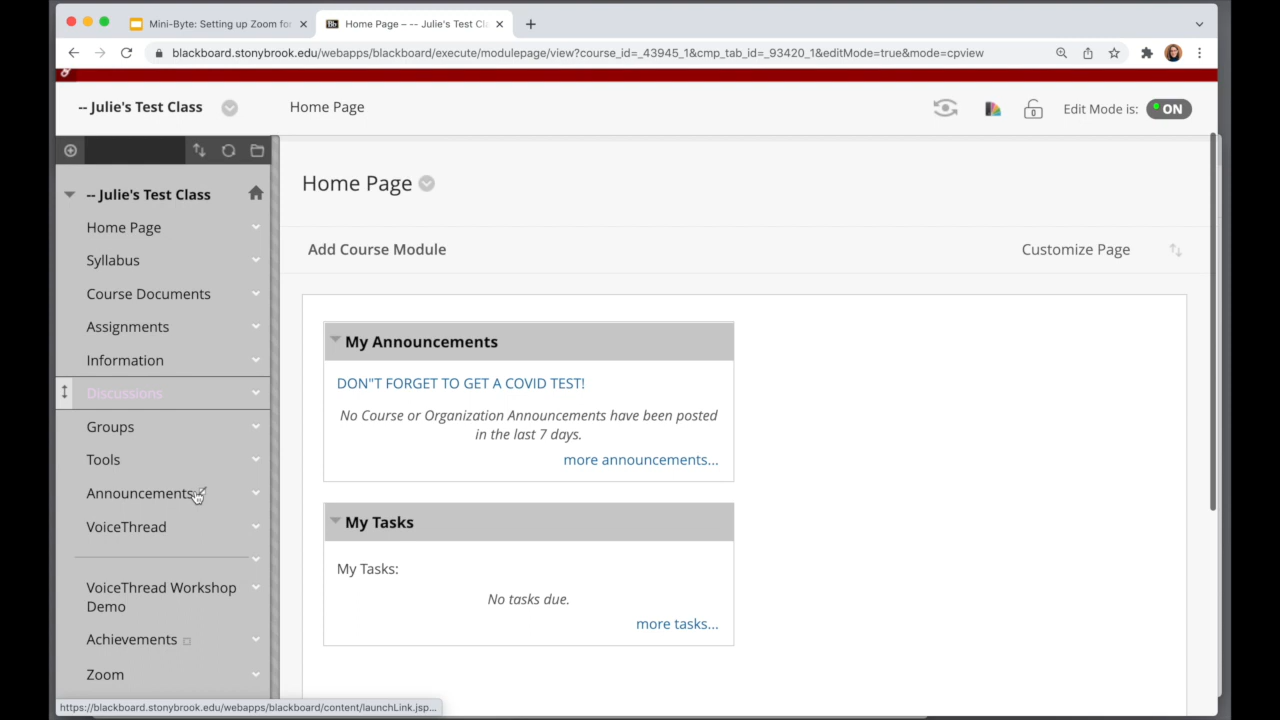 Mini-Byte: Setting up Zoom for
Home Page – -- Julie's Test Cla
blackboard.stonybrook.edu/webapps/blackboard/execute/modulepage/view?course_id=_43945_1&cmp_tab_id=_93420_1&editMode=true&mode=cpview
-- Julie's Test Class
Home Page
Edit Mode is: ON
-- Julie's Test Class
Home Page
Syllabus
Course Documents
Assignments
Information
Discussions
Groups
Tools
Announcements
VoiceThread
VoiceThread Workshop
Demo
Achievements
Zoom
Home Page
Add Course Module
Customize Page
My Announcements
DON"T FORGET TO GET A COVID TEST!
No Course or Organization Announcements have been posted
in the last 7 days.
more announcements...
My Tasks
My Tasks:
No tasks due.
more tasks...
https://blackboard.stonybrook.edu/webapps/blackboard/content/launchLink.jsp...